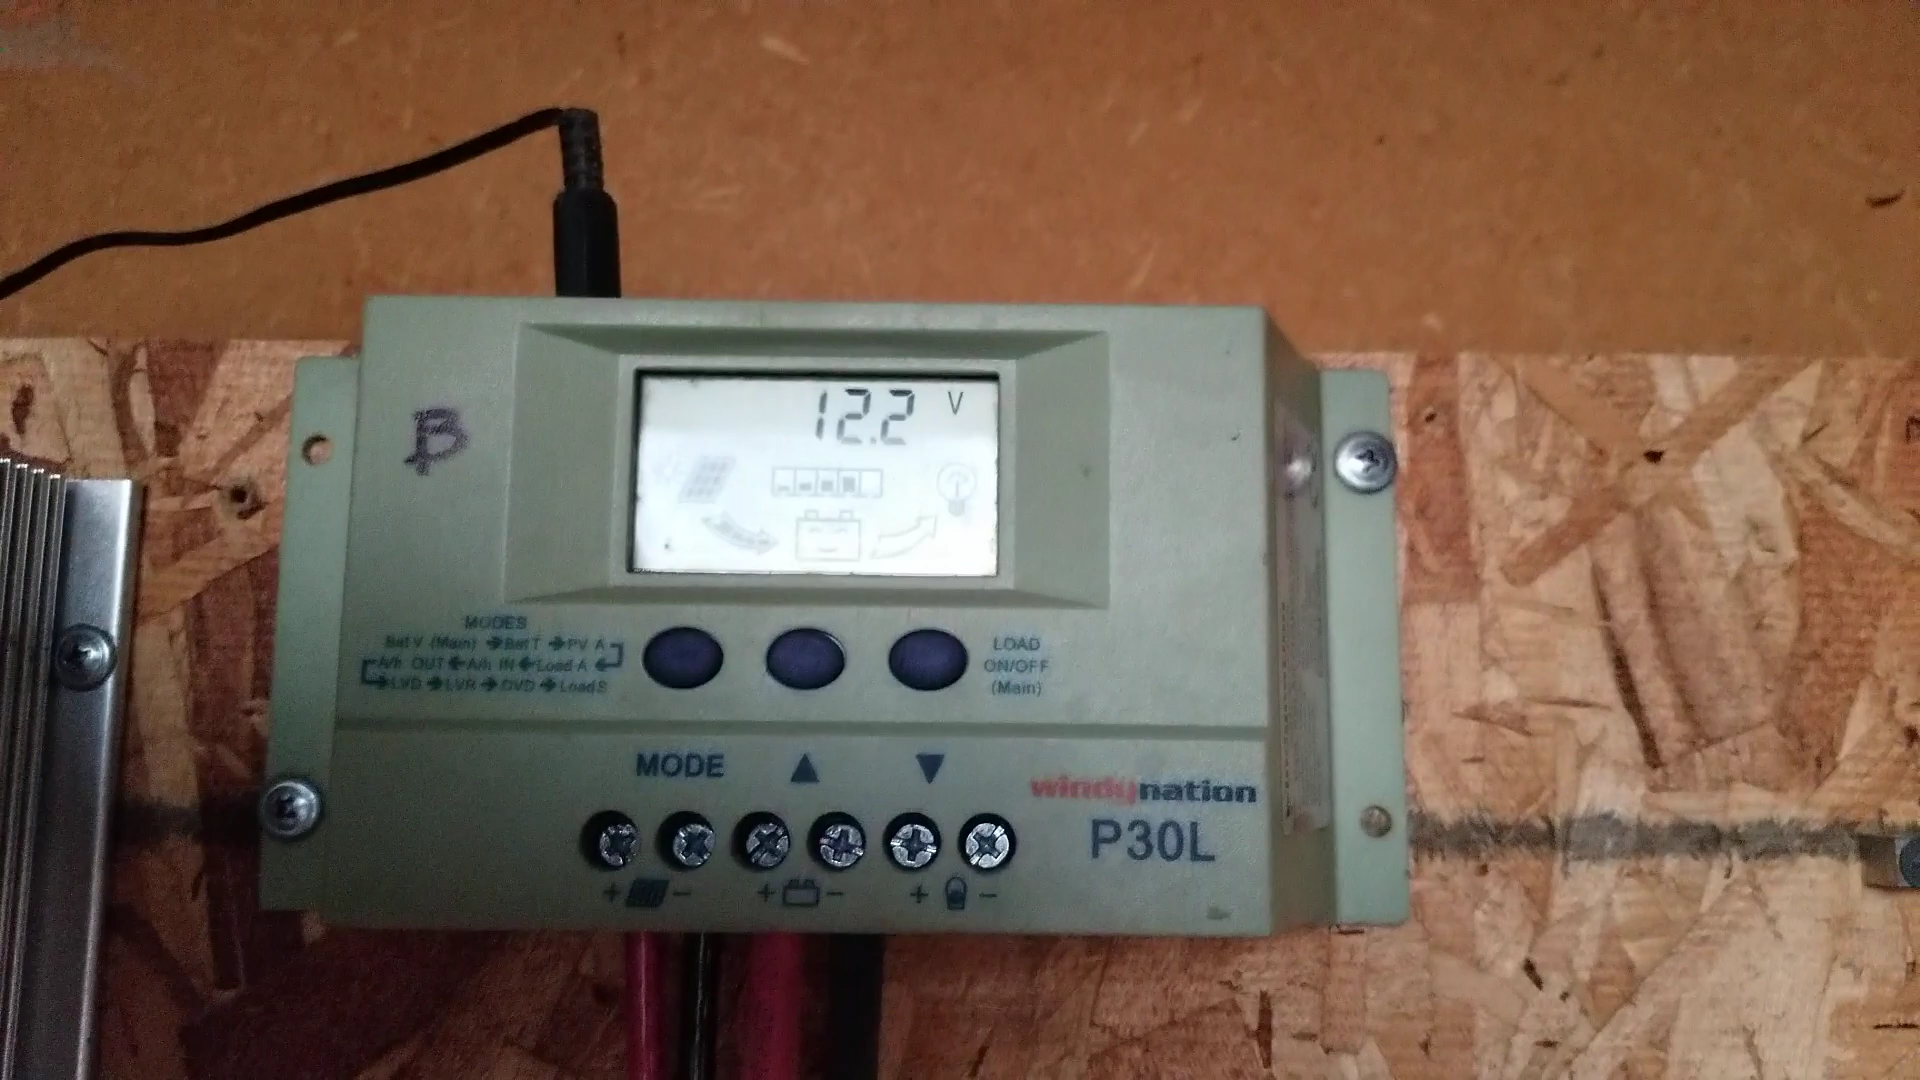 12.2 V
B
MODES
Bat V (Main) → Bat T → PV A
A/h OUT ← A/h IN ← Load A
LVD → LVR → OVD → Load S
LOAD
ON/OFF
(Main)
MODE ▲ ▼
windynation
P30L
+ − + − + −